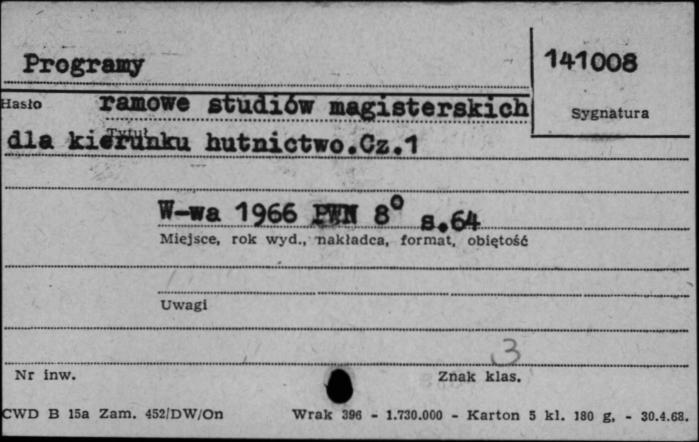 Programy
141008
Hasło
ramowe studiów magisterskich
Sygnatura
Tytuł
dla kierunku hutnictwo.Cz.1
W-wa 1966 PWN 8° s.64
Miejsce, rok wyd., nakładca, format, objętość
Uwagi
3
Nr inw.
Znak klas.
CWD B 15a Zam. 452/DW/On
Wrak 396 - 1.730.000 - Karton 5 kl. 180 g. - 30.4.68.